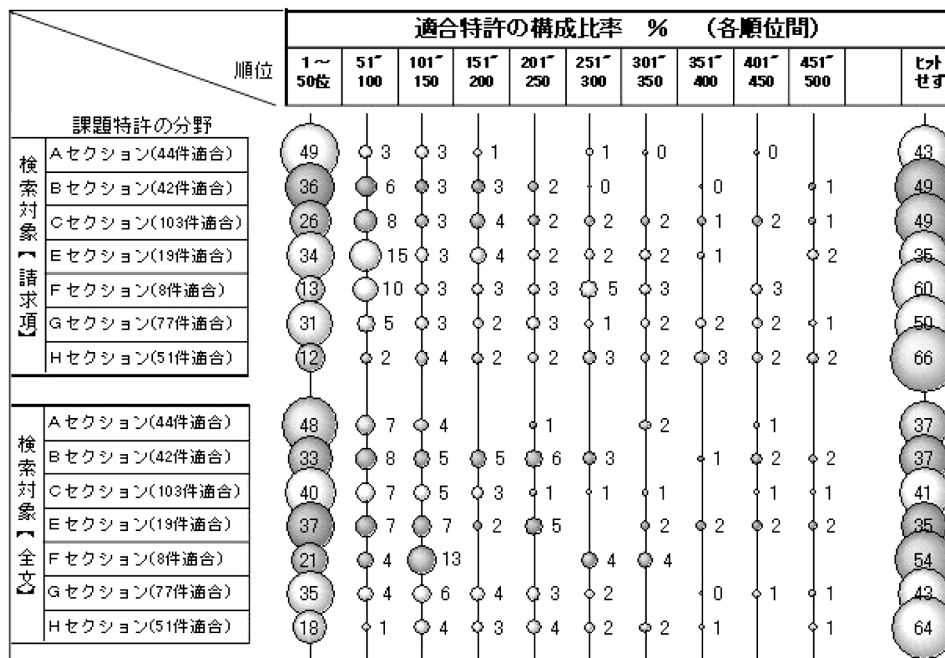 適合特許の構成比率 % (各順位間)
順位 1~50位 51~100 101~150 151~200 201~250 251~300 301~350 351~400 401~450 451~500 ヒットせず
課題特許の分野
検索対象【請求項】
Aセクション(44件適合) 49 3 3 1 1 0 0 43
Bセクション(42件適合) 36 6 3 3 2 0 0 1 49
Cセクション(103件適合) 26 8 3 4 2 2 2 1 2 1 49
Eセクション(19件適合) 34 15 3 4 2 2 2 1 2 35
Fセクション(8件適合) 13 10 3 3 3 5 3 3 60
Gセクション(77件適合) 31 5 3 2 3 1 2 2 2 1 50
Hセクション(51件適合) 12 2 4 2 2 3 2 3 2 2 66
検索対象【全文】
Aセクション(44件適合) 48 7 4 1 2 1 37
Bセクション(42件適合) 33 8 5 5 6 3 1 2 2 37
Cセクション(103件適合) 40 7 5 3 1 1 1 1 1 41
Eセクション(19件適合) 37 7 7 2 5 2 2 2 2 35
Fセクション(8件適合) 21 4 13 4 4 54
Gセクション(77件適合) 35 4 6 4 3 2 0 1 1 43
Hセクション(51件適合) 18 1 4 3 4 2 2 1 1 64